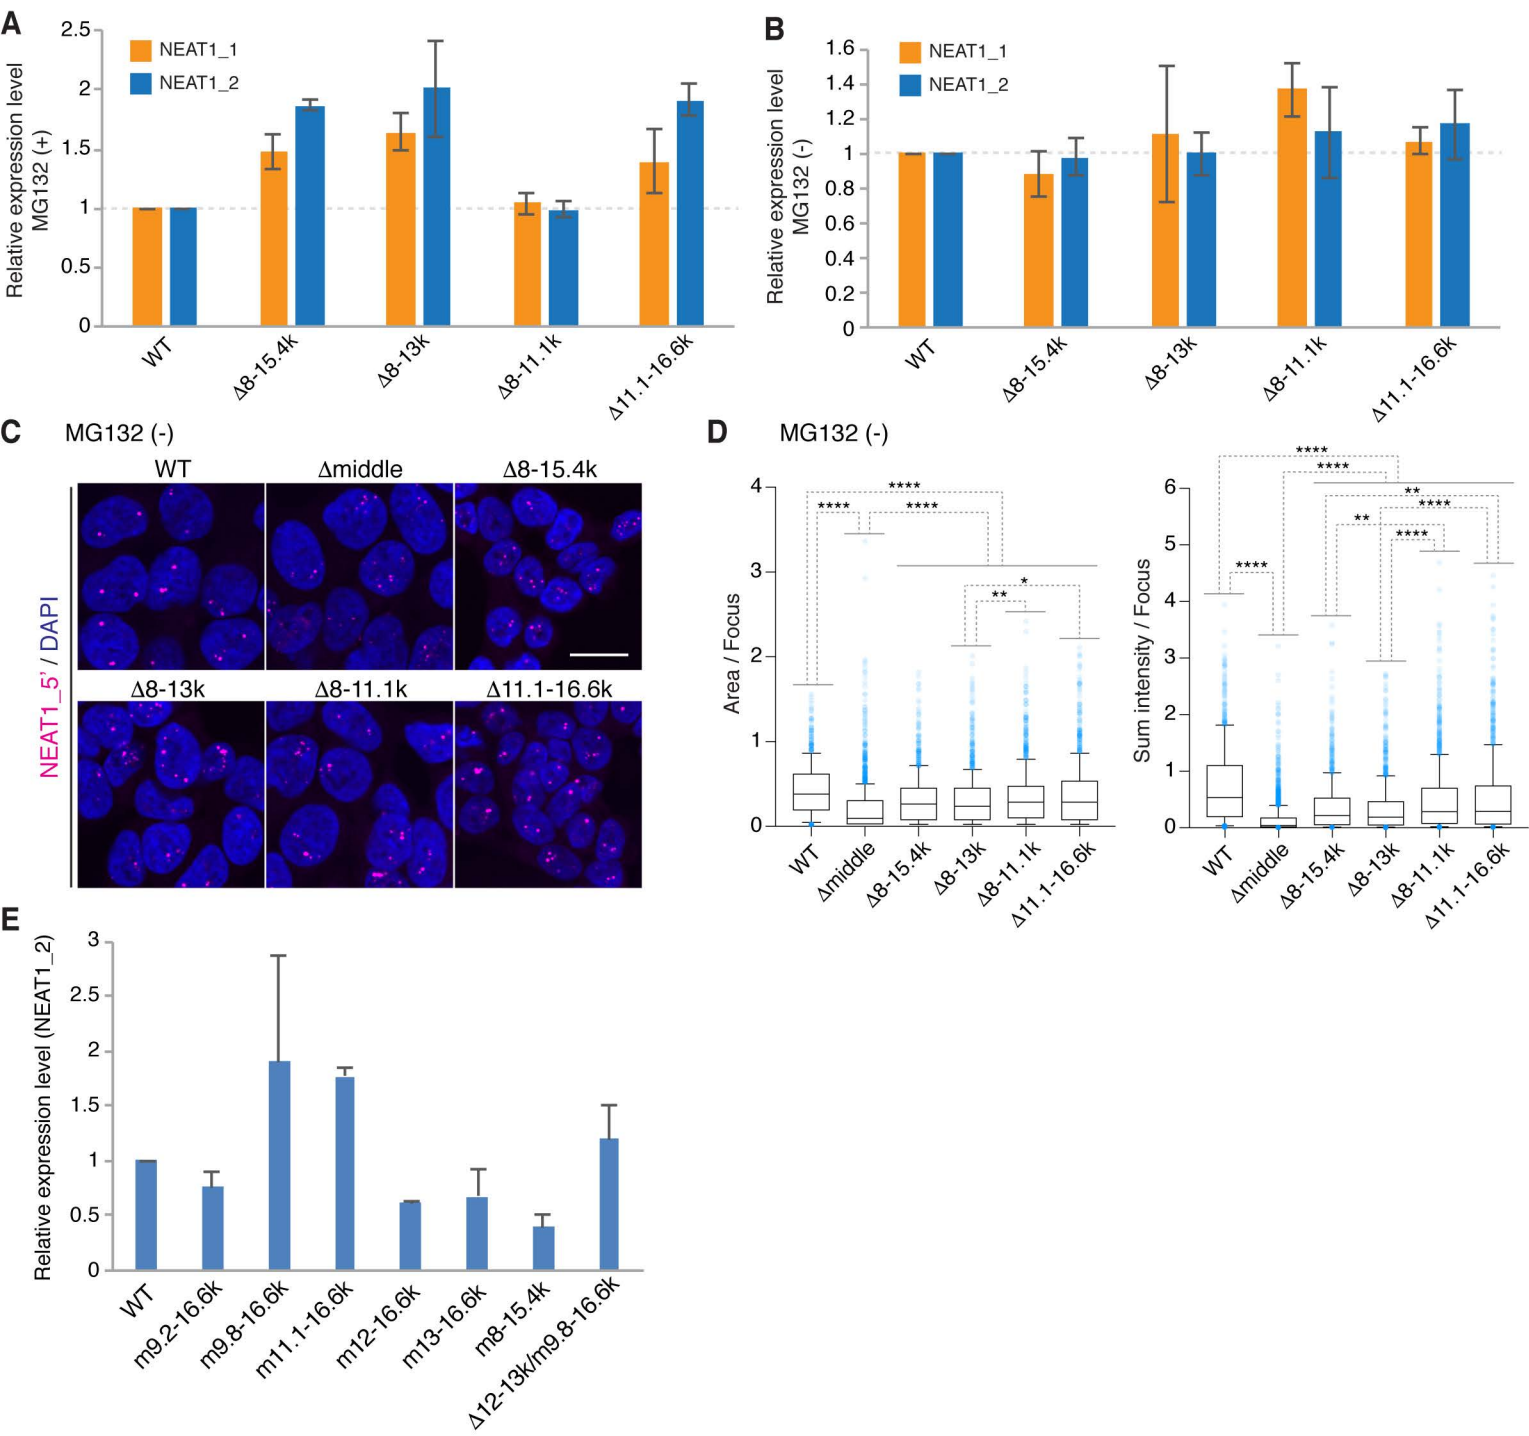 A
Relative expression level
MG132 (+)
2.5
2
1.5
1
0.5
0
NEAT1_1
NEAT1_2
WT
Δ8-15.4k
Δ8-13k
Δ8-11.1k
Δ11.1-16.6k
B
Relative expression level
MG132 (-)
1.6
1.4
1.2
1
0.8
0.6
0.4
0.2
0
NEAT1_1
NEAT1_2
WT
Δ8-15.4k
Δ8-13k
Δ8-11.1k
Δ11.1-16.6k
C
MG132 (-)
NEAT1_5' / DAPI
WT
Δmiddle
Δ8-15.4k
Δ8-13k
Δ8-11.1k
Δ11.1-16.6k
D
MG132 (-)
Area / Focus
4
3
2
1
0
****
**** ****
*
**
WT
Δmiddle
Δ8-15.4k
Δ8-13k
Δ8-11.1k
Δ11.1-16.6k
Sum intensity / Focus
6
5
4
3
2
1
0
****
****
**
****
**
****
****
WT
Δmiddle
Δ8-15.4k
Δ8-13k
Δ8-11.1k
Δ11.1-16.6k
E
Relative expression level (NEAT1_2)
3
2.5
2
1.5
1
0.5
0
WT
m9.2-16.6k
m9.8-16.6k
m11.1-16.6k
m12-16.6k
m13-16.6k
m8-15.4k
Δ12-13k/m9.8-16.6k